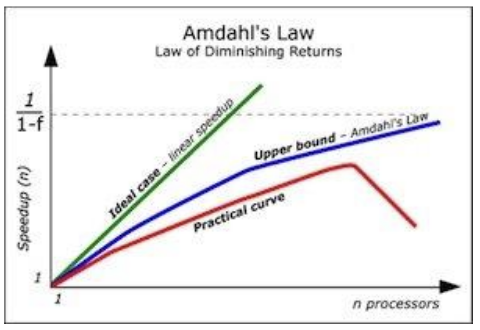 Amdahl's Law
Law of Diminishing Returns
1
1-f
Ideal case – linear speedup
Upper bound – Amdahl's Law
Practical curve
Speedup (n)
1
1
n processors